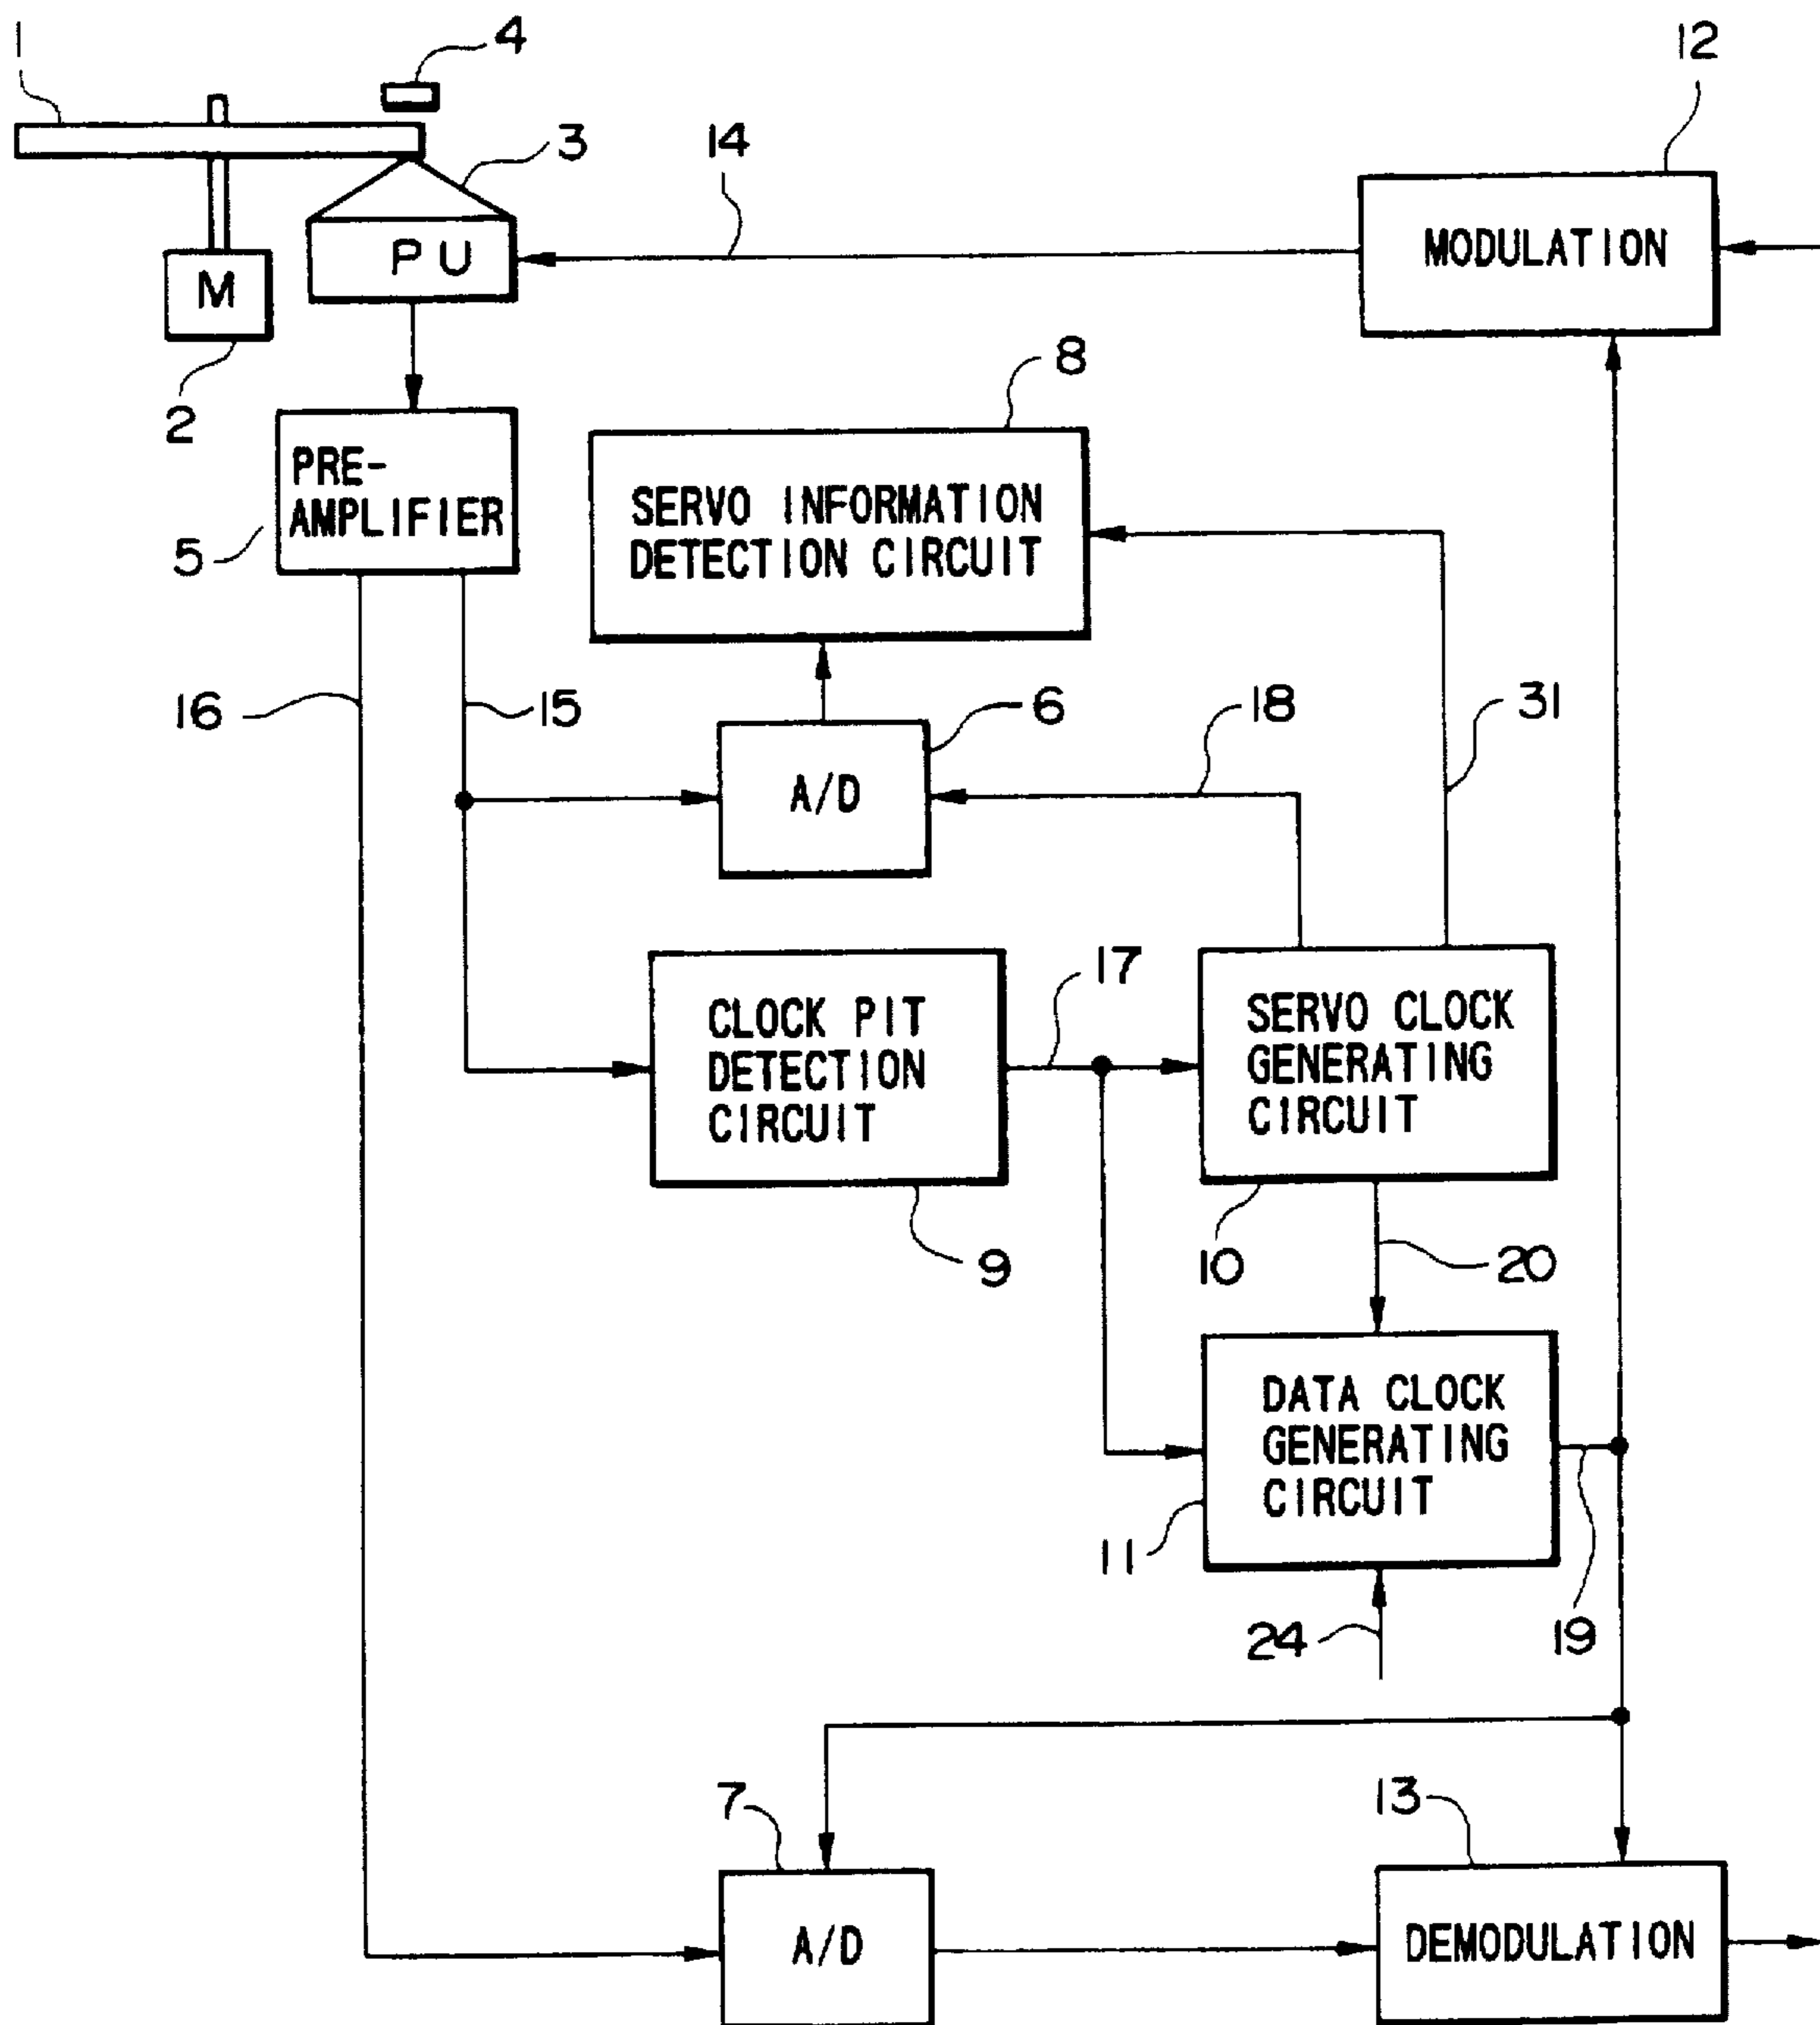 1
4
12
3
14
PU
MODULATION
M
2
8
PRE-
AMPLIFIER
5
SERVO INFORMATION
DETECTION CIRCUIT
16
15
6
18
31
A/D
17
CLOCK PIT
DETECTION
CIRCUIT
SERVO CLOCK
GENERATING
CIRCUIT
9
10
20
DATA CLOCK
GENERATING
CIRCUIT
11
24
19
7
13
A/D
DEMODULATION